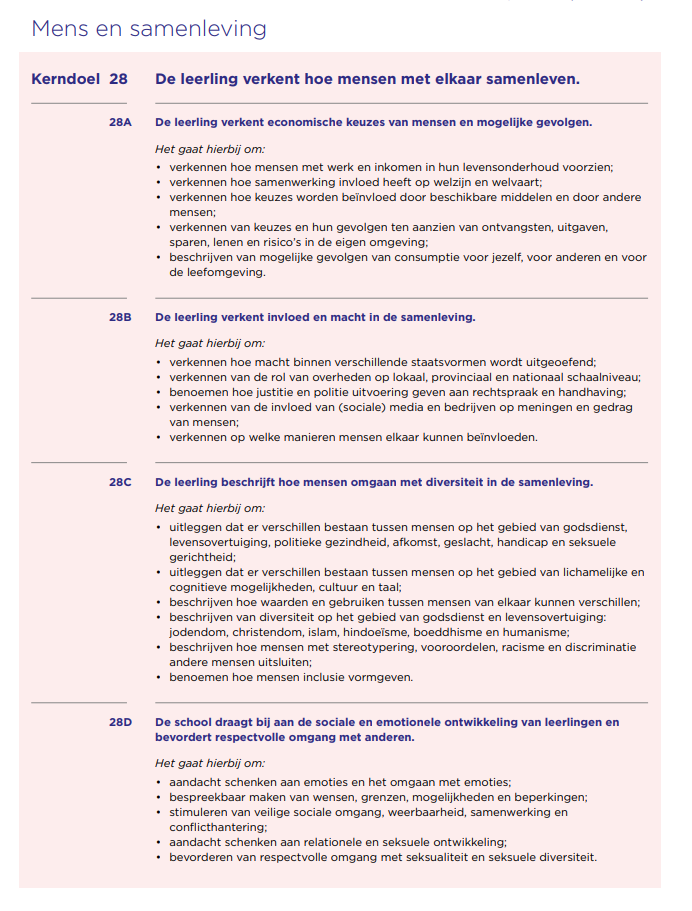 Mens en samenleving
Kerndoel 28 De leerling verkent hoe mensen met elkaar samenleven.
28A De leerling verkent economische keuzes van mensen en mogelijke gevolgen.
Het gaat hierbij om:
• verkennen hoe mensen met werk en inkomen in hun levensonderhoud voorzien;
• verkennen hoe samenwerking invloed heeft op welzijn en welvaart;
• verkennen hoe keuzes worden beïnvloed door beschikbare middelen en door andere
mensen;
• verkennen van keuzes en hun gevolgen ten aanzien van ontvangsten, uitgaven,
sparen, lenen en risico’s in de eigen omgeving;
• beschrijven van mogelijke gevolgen van consumptie voor jezelf, voor anderen en voor
de leefomgeving.
28B De leerling verkent invloed en macht in de samenleving.
Het gaat hierbij om:
• verkennen hoe macht binnen verschillende staatsvormen wordt uitgeoefend;
• verkennen van de rol van overheden op lokaal, provinciaal en nationaal schaalniveau;
• benoemen hoe justitie en politie uitvoering geven aan rechtspraak en handhaving;
• verkennen van de invloed van (sociale) media en bedrijven op meningen en gedrag
van mensen;
• verkennen op welke manieren mensen elkaar kunnen beïnvloeden.
28C De leerling beschrijft hoe mensen omgaan met diversiteit in de samenleving.
Het gaat hierbij om:
• uitleggen dat er verschillen bestaan tussen mensen op het gebied van godsdienst,
levensovertuiging, politieke gezindheid, afkomst, geslacht, handicap en seksuele
gerichtheid;
• uitleggen dat er verschillen bestaan tussen mensen op het gebied van lichamelijke en
cognitieve mogelijkheden, cultuur en taal;
• beschrijven hoe waarden en gebruiken tussen mensen van elkaar kunnen verschillen;
• beschrijven van diversiteit op het gebied van godsdienst en levensovertuiging:
jodendom, christendom, islam, hindoeïsme, boeddhisme en humanisme;
• beschrijven hoe mensen met stereotypering, vooroordelen, racisme en discriminatie
andere mensen uitsluiten;
• benoemen hoe mensen inclusie vormgeven.
28D De school draagt bij aan de sociale en emotionele ontwikkeling van leerlingen en
bevordert respectvolle omgang met anderen.
Het gaat hierbij om:
• aandacht schenken aan emoties en het omgaan met emoties;
• bespreekbaar maken van wensen, grenzen, mogelijkheden en beperkingen;
• stimuleren van veilige sociale omgang, weerbaarheid, samenwerking en
conflicthantering;
• aandacht schenken aan relationele en seksuele ontwikkeling;
• bevorderen van respectvolle omgang met seksualiteit en seksuele diversiteit.